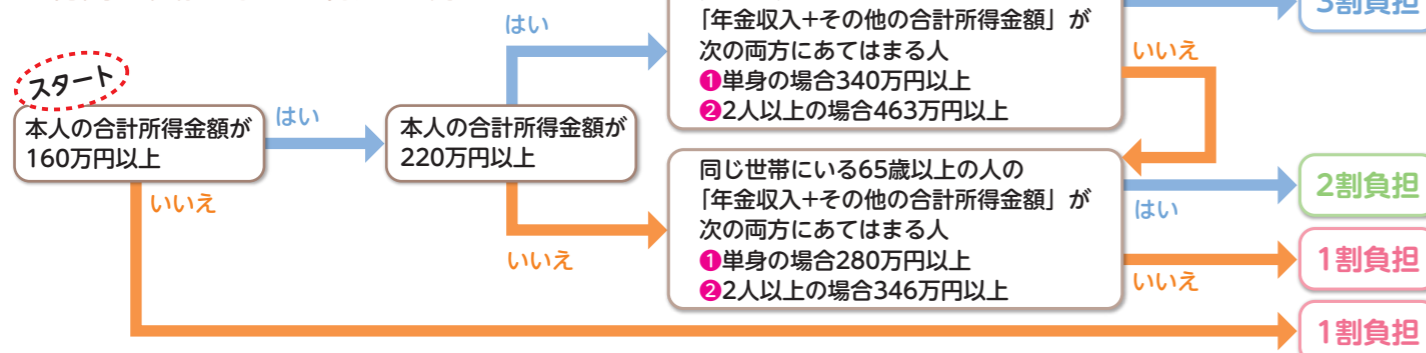 スタート
本人の合計所得金額が
160万円以上
はい
いいえ
本人の合計所得金額が
220万円以上
はい
いいえ
「年金収入+その他の合計所得金額」が
次の両方にあてはまる人
❶単身の場合340万円以上
❷2人以上の場合463万円以上
いいえ
3割負担
同じ世帯にいる65歳以上の人の
「年金収入+その他の合計所得金額」が
次の両方にあてはまる人
❶単身の場合280万円以上
❷2人以上の場合346万円以上
はい
2割負担
いいえ
1割負担
1割負担